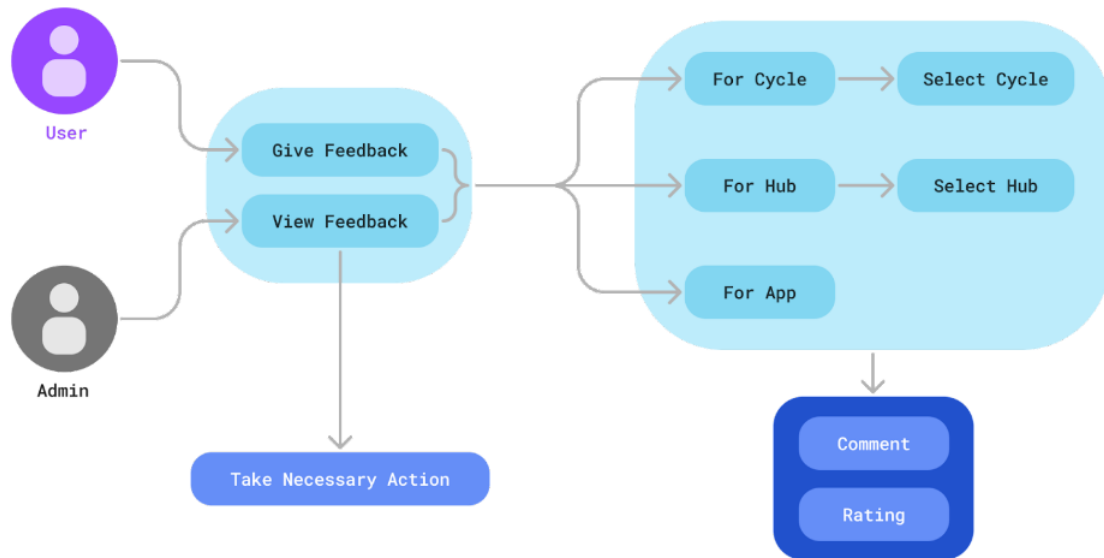 User
Admin
Give Feedback
View Feedback
Take Necessary Action
For Cycle
Select Cycle
For Hub
Select Hub
For App
Comment
Rating